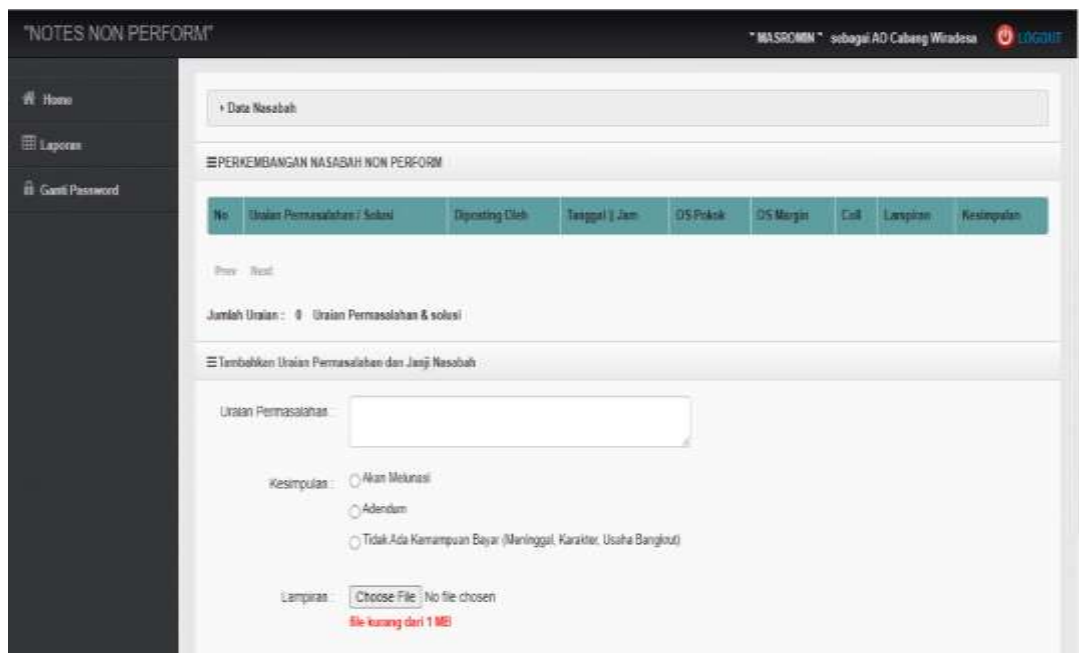 "NOTES NON PERFORM"
" MASROMIN " sebagai AO Cabang Wiradesa
LOGOUT
Home
Laporan
Ganti Password
Data Nasabah
PERKEMBANGAN NASABAH NON PERFORM
No Uraian Permasalahan / Solusi Diposting Oleh Tanggal || Jam OS Pokok OS Margin Coll Lampiran Kesimpulan
Prev Next
Jumlah Uraian : 0 Uraian Permasalahan & solusi
Tambahkan Uraian Permasalahan dan Janji Nasabah
Uraian Permasalahan :
Kesimpulan : Akan Melunasi
Adendum
Tidak Ada Kemampuan Bayar (Meninggal, Karakter, Usaha Bangkrut)
Lampiran : Choose File No file chosen
file kurang dari 1 MB